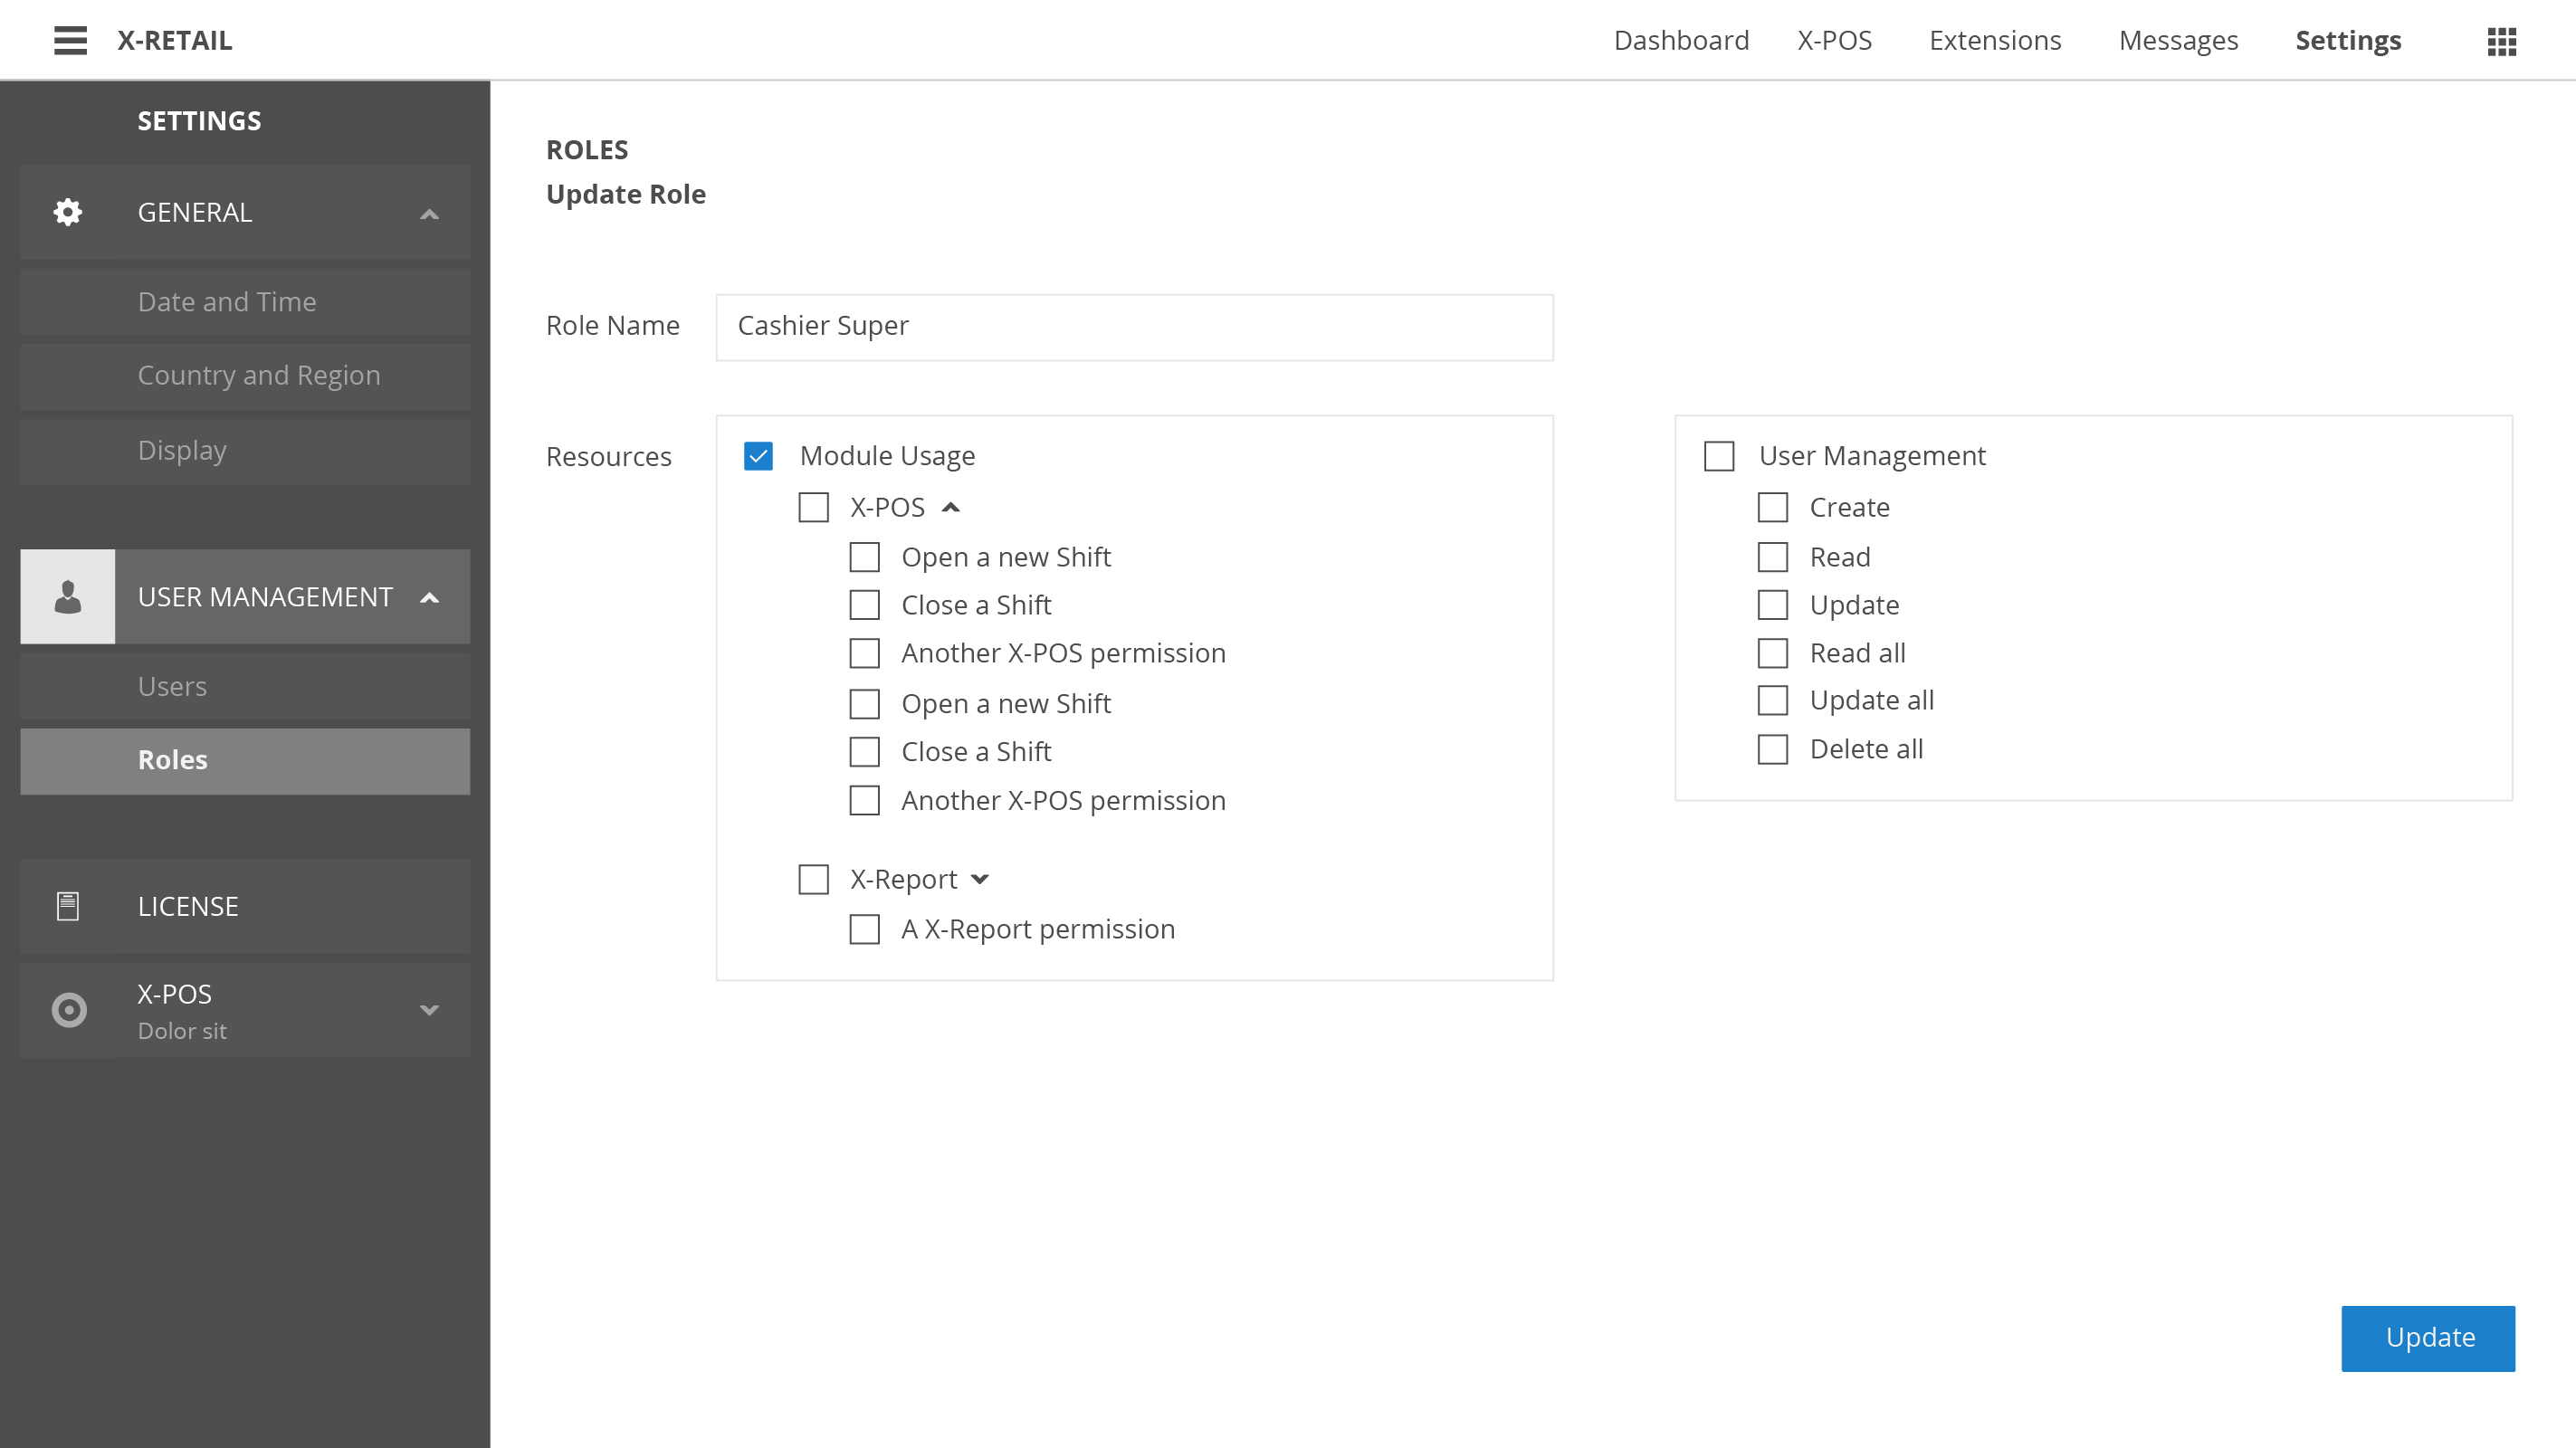 X-RETAIL
Dashboard
X-POS
Extensions
Messages
Settings
SETTINGS
GENERAL
Date and Time
Country and Region
Display
USER MANAGEMENT
Users
Roles
LICENSE
X-POS
Dolor sit
ROLES
Update Role
Role Name
Cashier Super
Resources
Module Usage
X-POS
Open a new Shift
Close a Shift
Another X-POS permission
Open a new Shift
Close a Shift
Another X-POS permission
X-Report
A X-Report permission
User Management
Create
Read
Update
Read all
Update all
Delete all
Update